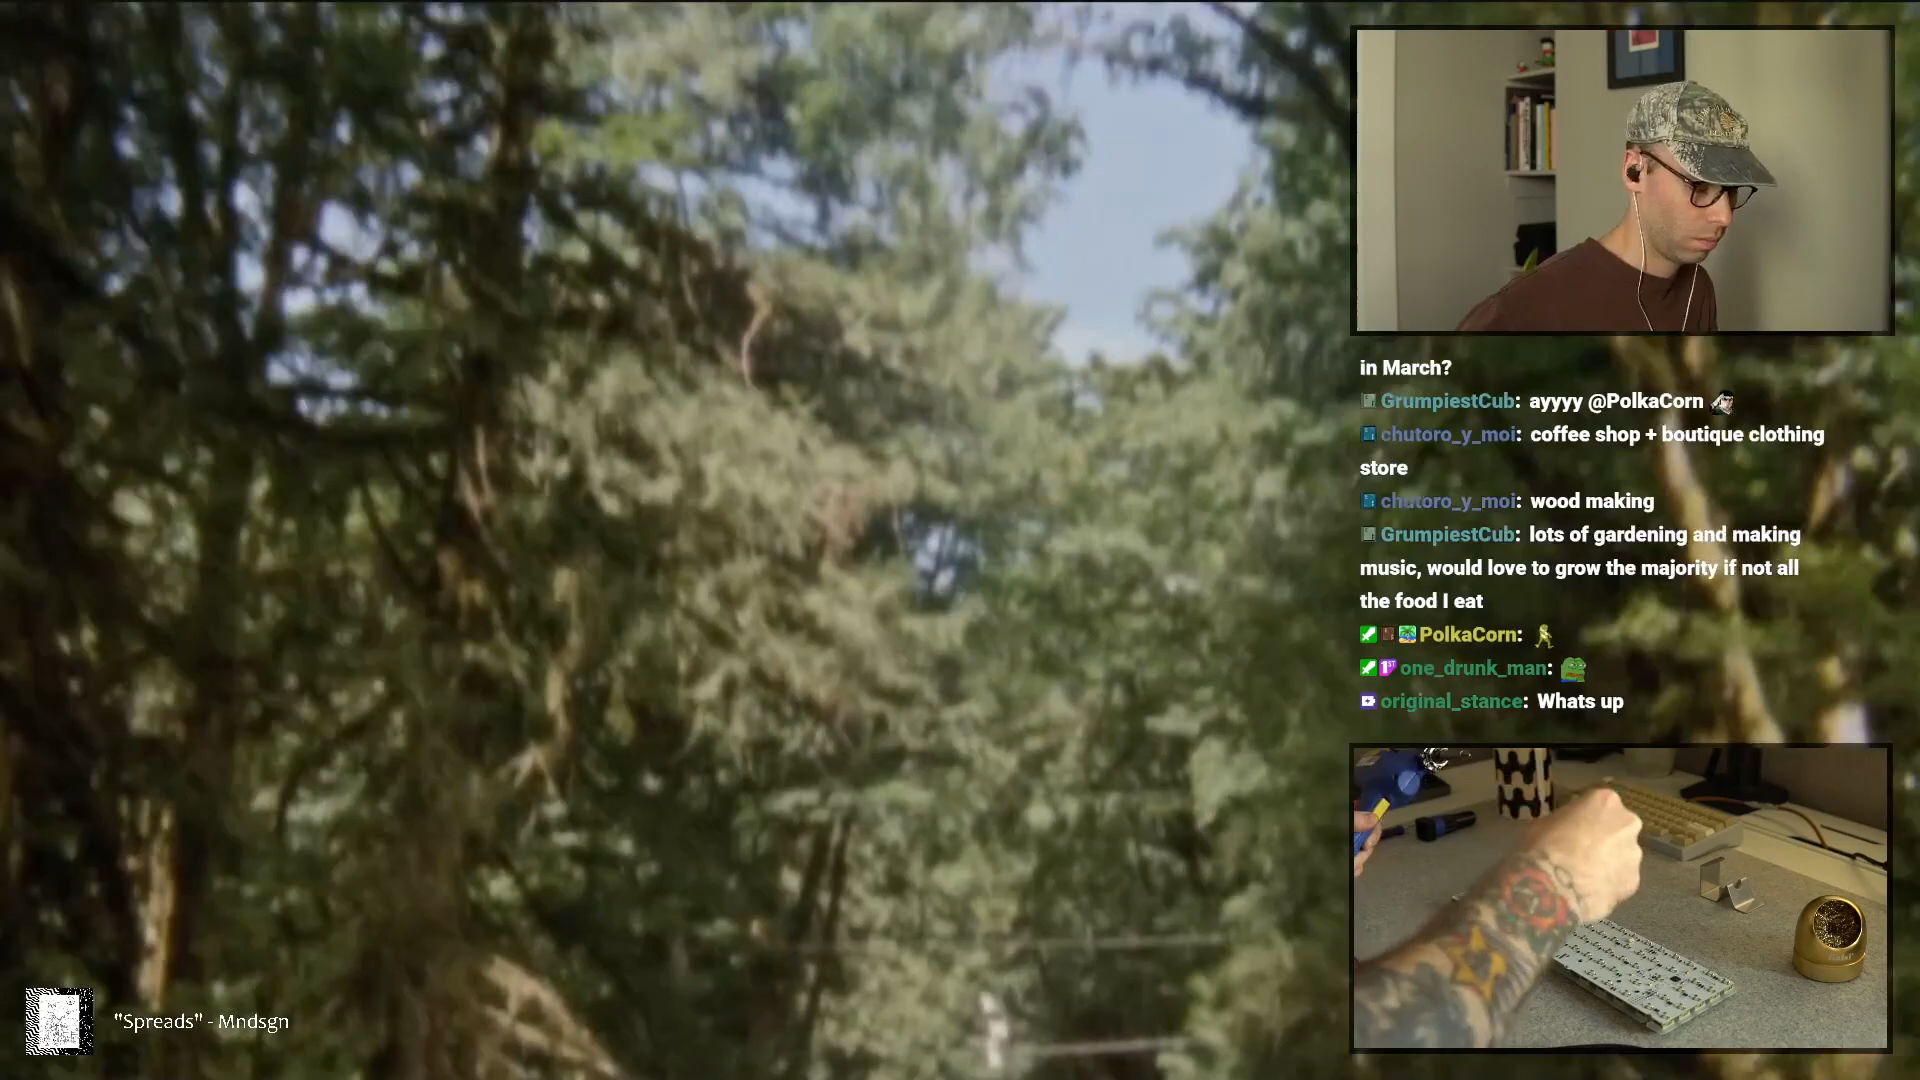 in March?
GrumpiestCub: ayyyy @PolkaCorn
chutoro_y_moi: coffee shop + boutique clothing
store
chutoro_y_moi: wood making
GrumpiestCub: lots of gardening and making
music, would love to grow the majority if not all
the food I eat
PolkaCorn:
1ST one_drunk_man:
original_stance: Whats up
"Spreads" - Mndsgn